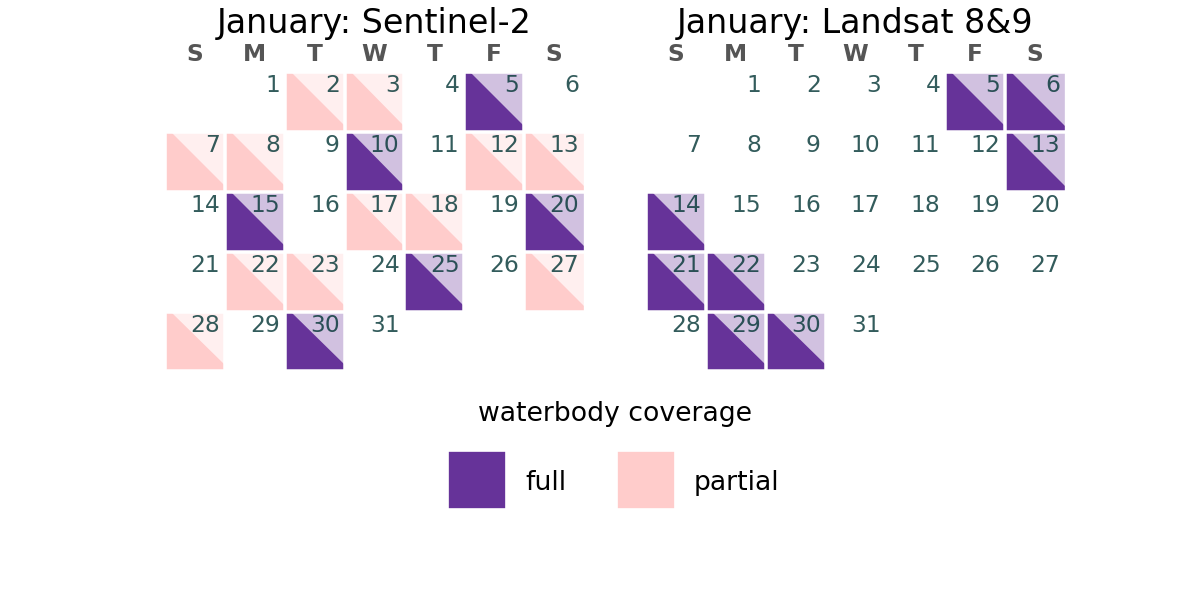 January: Sentinel-2
S M T W T F S
1 2 3 4 5 6
7 8 9 10 11 12 13
14 15 16 17 18 19 20
21 22 23 24 25 26 27
28 29 30 31
January: Landsat 8&9
S M T W T F S
1 2 3 4 5 6
7 8 9 10 11 12 13
14 15 16 17 18 19 20
21 22 23 24 25 26 27
28 29 30 31
waterbody coverage
full
partial